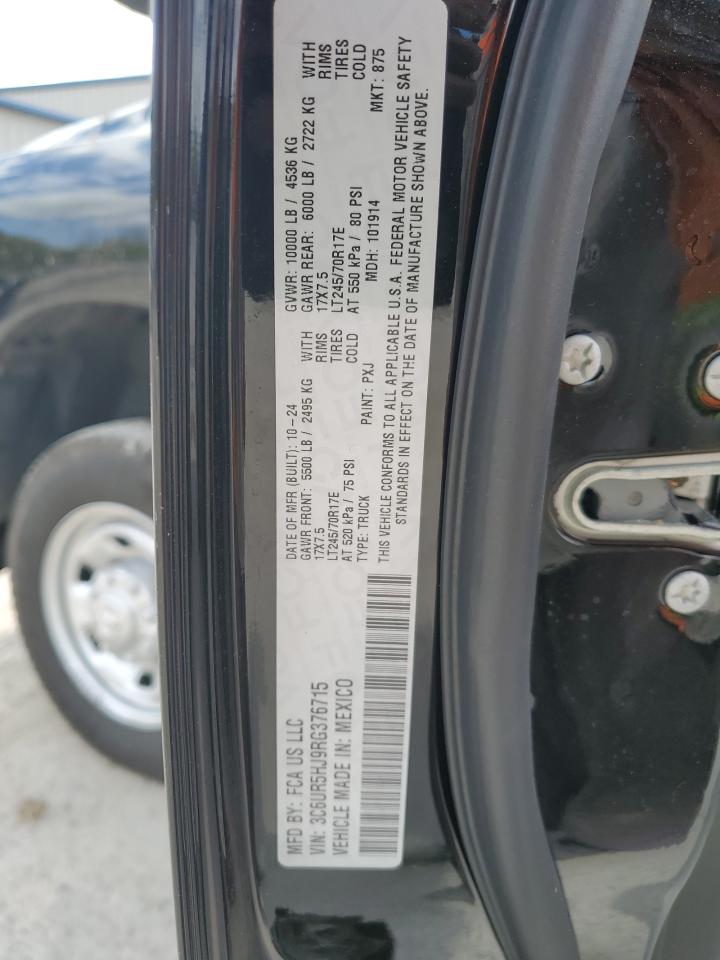 MFD BY: FCA US LLC
VIN: 3C6UR5HJ9RG376715
VEHICLE MADE IN: MEXICO
DATE OF MFR (BUILT): 10-24 GVWR: 10000 LB / 4536 KG
GAWR FRONT: 5500 LB / 2495 KG WITH GAWR REAR: 6000 LB / 2722 KG WITH
17X7.5 RIMS 17X7.5 RIMS
LT245/70R17E TIRES LT245/70R17E TIRES
AT 520 kPa / 75 PSI COLD AT 550 kPa / 80 PSI COLD
TYPE: TRUCK PAINT: PXJ MDH: 101914 MKT: 875
THIS VEHICLE CONFORMS TO ALL APPLICABLE U.S.A. FEDERAL MOTOR VEHICLE SAFETY
STANDARDS IN EFFECT ON THE DATE OF MANUFACTURE SHOWN ABOVE.